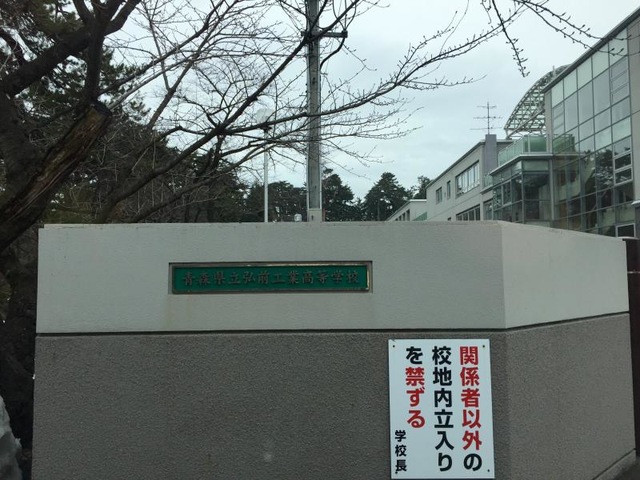 青森県立弘前工業高等学校
関係者以外の
校地内立入り
を禁ずる
学校長